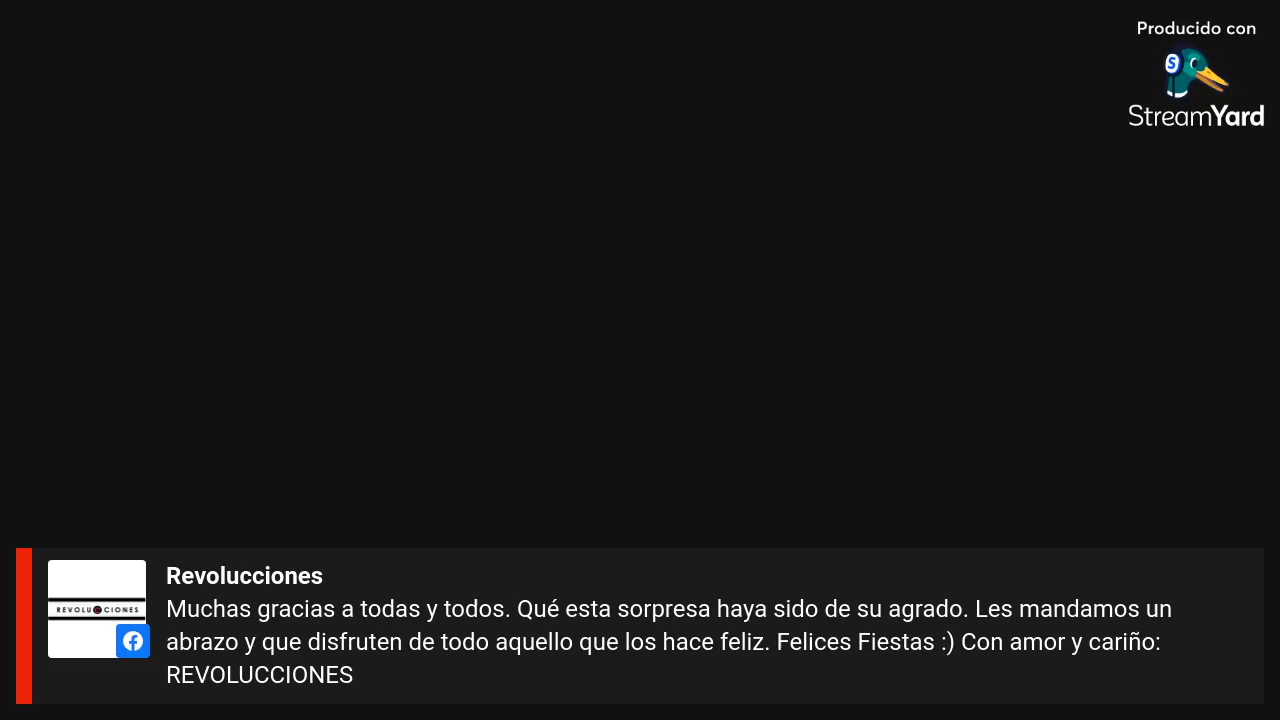 Producido con
S
StreamYard
Revolucciones
REVOLUCCIONES
Muchas gracias a todas y todos. Qué esta sorpresa haya sido de su agrado. Les mandamos un
abrazo y que disfruten de todo aquello que los hace feliz. Felices Fiestas :) Con amor y cariño:
REVOLUCCIONES